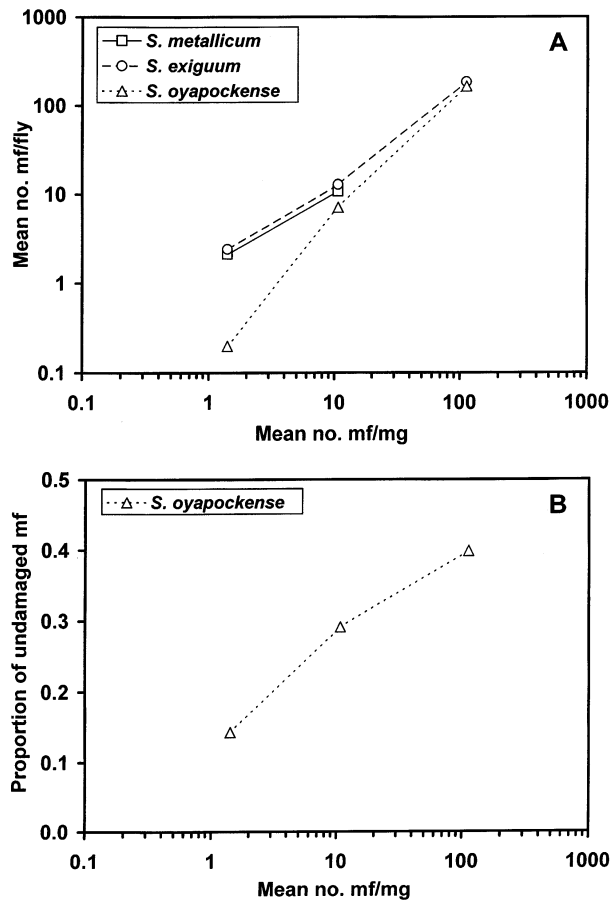 1000
100
10
1
0.1
Mean no. mf/fly
S. metallicum
S. exiguum
S. oyapockense
A
0.1 1 10 100 1000
Mean no. mf/mg
0.5
0.4
0.3
0.2
0.1
0.0
Proportion of undamaged mf
S. oyapockense
B
0.1 1 10 100 1000
Mean no. mf/mg